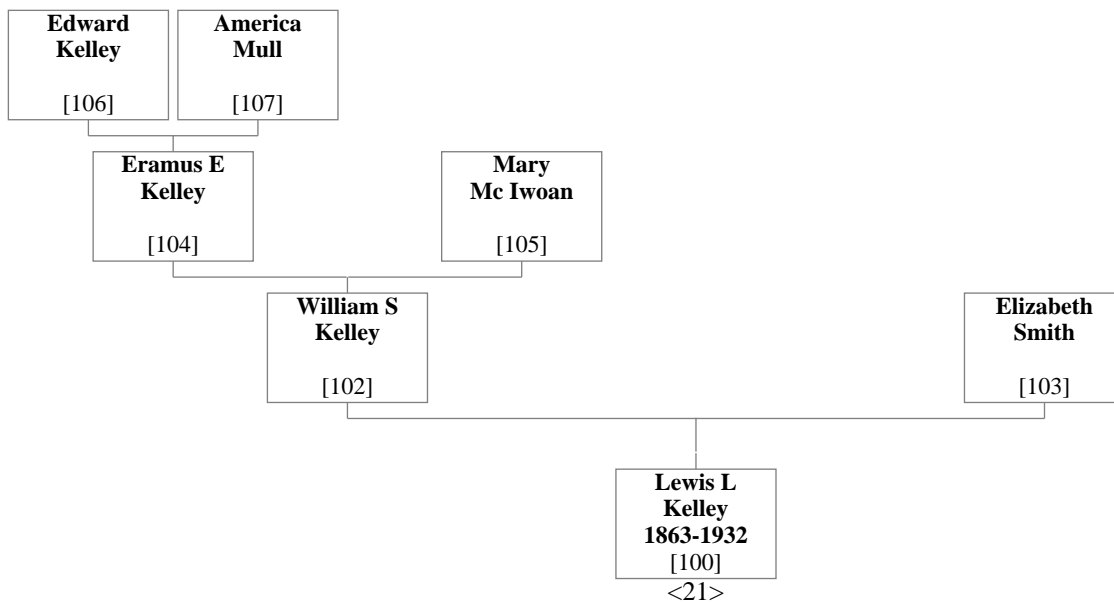 Edward
Kelley
[106]
America
Mull
[107]
Eramus E
Kelley
[104]
Mary
Mc Iwoan
[105]
William S
Kelley
[102]
Elizabeth
Smith
[103]
Lewis L
Kelley
1863-1932
[100]
<21>